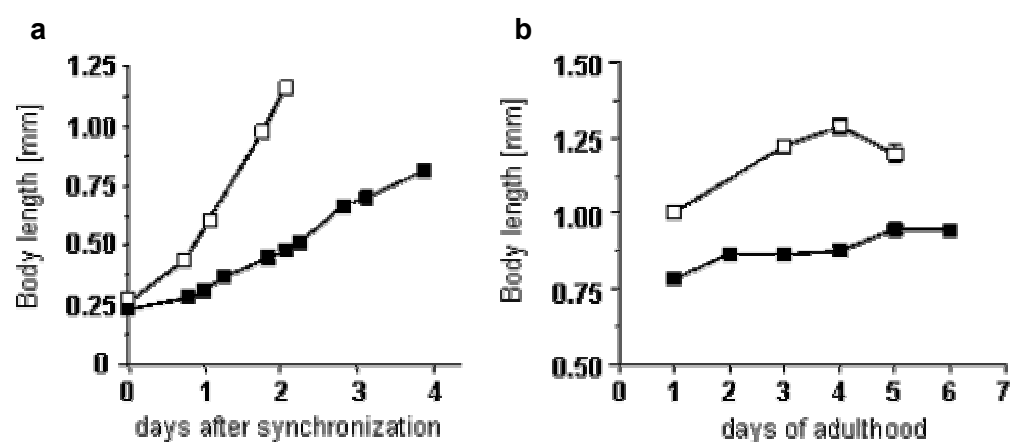 a
1.25
1.00
0.75
0.50
0.25
0
Body length [mm]
0 1 2 3 4
days after synchronization
b
1.50
1.25
1.00
0.75
0.50
Body length [mm]
0 1 2 3 4 5 6 7
days of adulthood